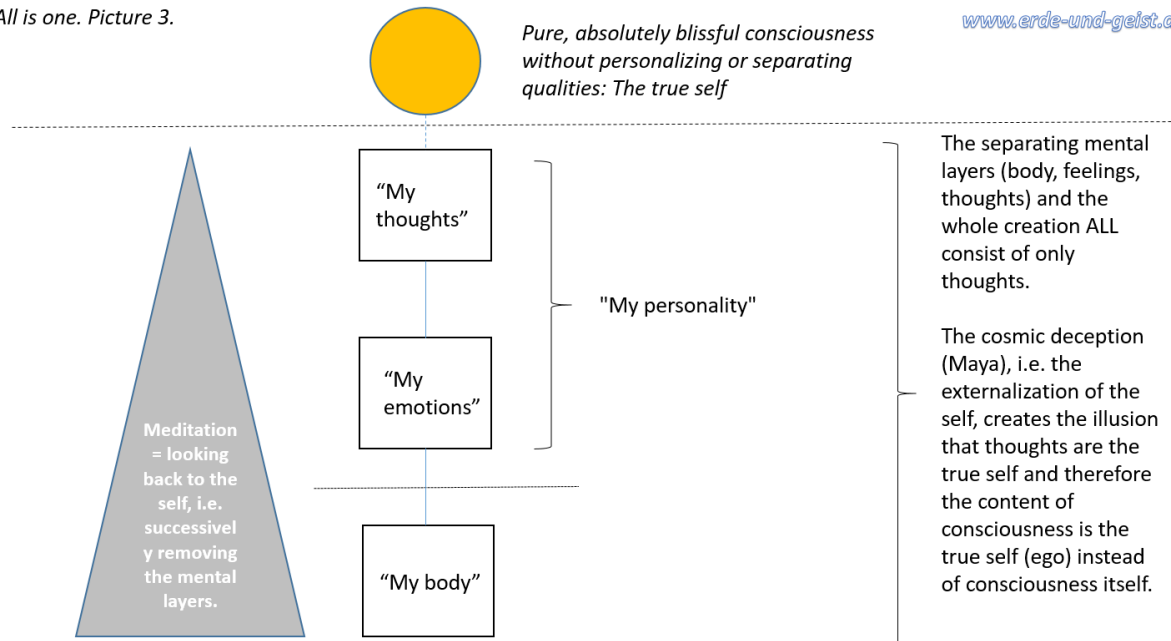 All is one. Picture 3.
www.erde-und-geist.d
Pure, absolutely blissful consciousness
without personalizing or separating
qualities: The true self
“My
thoughts”
"My personality"
“My
emotions”
“My body”
Meditation
= looking
back to the
self, i.e.
successivel
y removing
the mental
layers.
The separating mental
layers (body, feelings,
thoughts) and the
whole creation ALL
consist of only
thoughts.
The cosmic deception
(Maya), i.e. the
externalization of the
self, creates the illusion
that thoughts are the
true self and therefore
the content of
consciousness is the
true self (ego) instead
of consciousness itself.